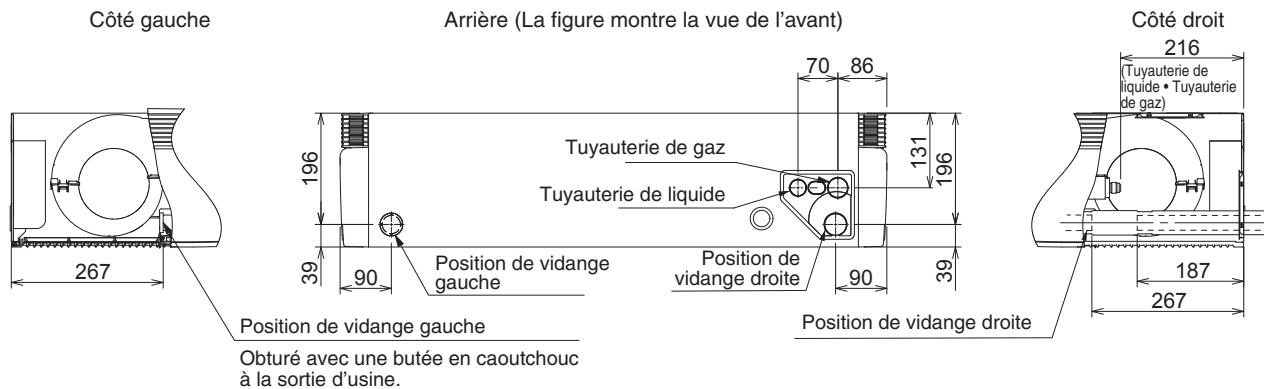 Côté gauche
Arrière (La figure montre la vue de l'avant)
Côté droit
216
70
86
(Tuyauterie de
liquide • Tuyauterie
de gaz)
196
Tuyauterie de gaz
131
196
Tuyauterie de liquide
267
39
90
Position de vidange
gauche
Position de
vidange droite
90
39
187
267
Position de vidange gauche
Position de vidange droite
Obturé avec une butée en caoutchouc
à la sortie d'usine.